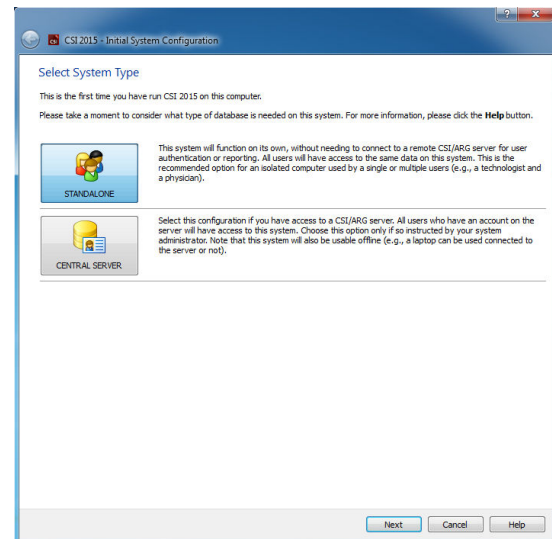 CSI CSI 2015 - Initial System Configuration
Select System Type
This is the first time you have run CSI 2015 on this computer.
Please take a moment to consider what type of database is needed on this system. For more information, please click the Help button.
This system will function on its own, without needing to connect to a remote CSI/ARG server for user
authentication or reporting. All users will have access to the same data on this system. This is the
recommended option for an isolated computer used by a single or multiple users (e.g., a technologist and
a physician).
STANDALONE
Select this configuration if you have access to a CSI/ARG server. All users who have an account on the
server will have access to this system. Choose this option only if so instructed by your system
administrator. Note that this system will also be usable offline (e.g., a laptop can be used connected to
the server or not).
CENTRAL SERVER
Next Cancel Help